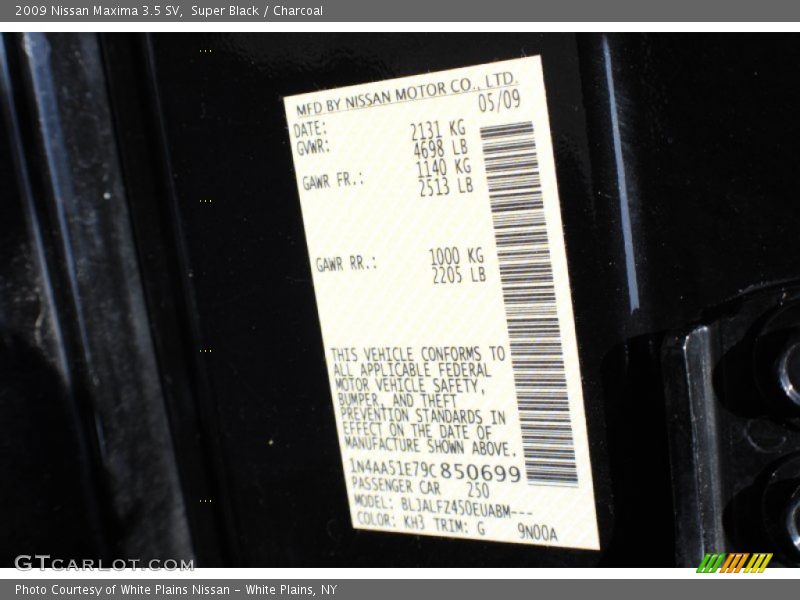 2009 Nissan Maxima 3.5 SV, Super Black / Charcoal
MFD BY NISSAN MOTOR CO., LTD.
DATE: 05/09
GVWR: 2131 KG
4698 LB
GAWR FR.: 1140 KG
2513 LB
GAWR RR.: 1000 KG
2205 LB
THIS VEHICLE CONFORMS TO
ALL APPLICABLE FEDERAL
MOTOR VEHICLE SAFETY,
BUMPER, AND THEFT
PREVENTION STANDARDS IN
EFFECT ON THE DATE OF
MANUFACTURE SHOWN ABOVE.
1N4AA51E79C850699
PASSENGER CAR 250
MODEL: BLJALFZ450EUABM---
COLOR: KH3 TRIM: G 9N00A
GTCARLOT.COM
Photo Courtesy of White Plains Nissan - White Plains, NY